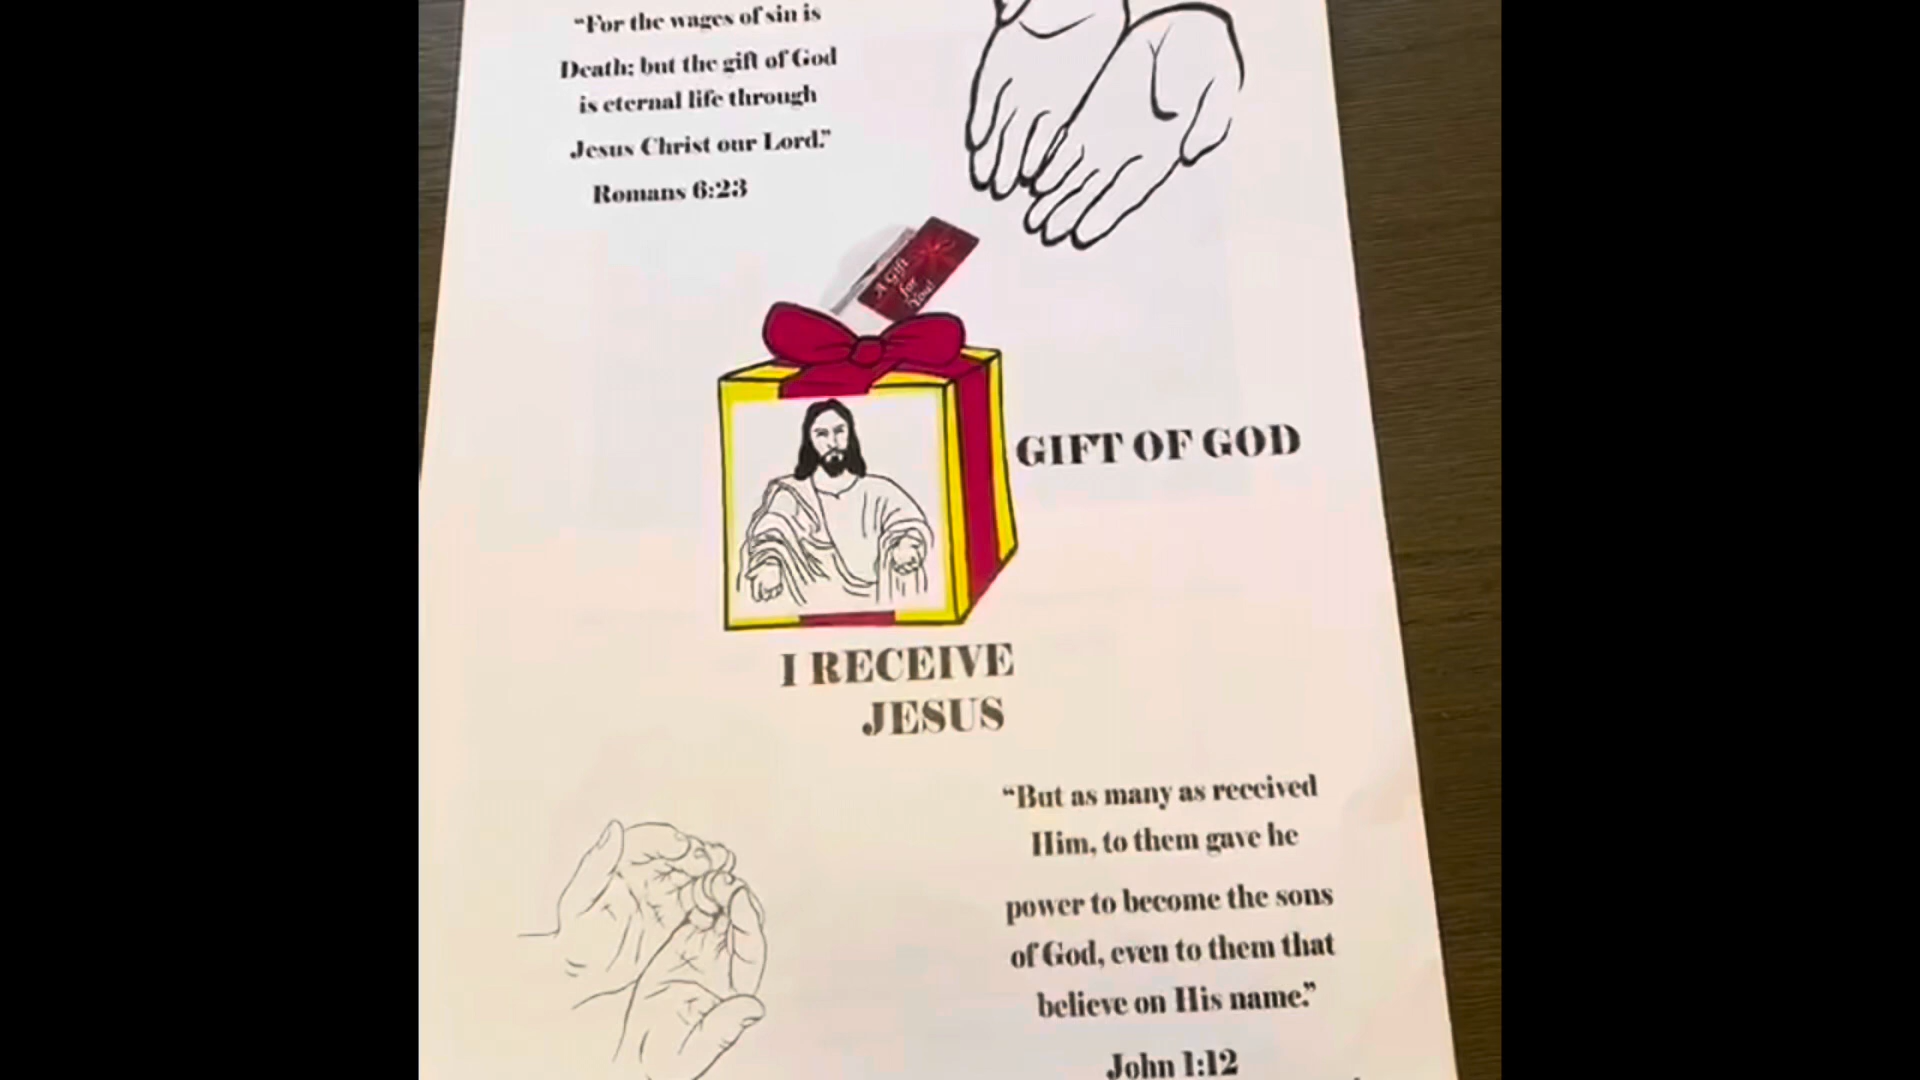 “For the wages of sin is
Death; but the gift of God
is eternal life through
Jesus Christ our Lord.”
Romans 6:23
A Gift
for
You!
GIFT OF GOD
I RECEIVE
JESUS
“But as many as received
Him, to them gave he
power to become the sons
of God, even to them that
believe on His name.”
John 1:12